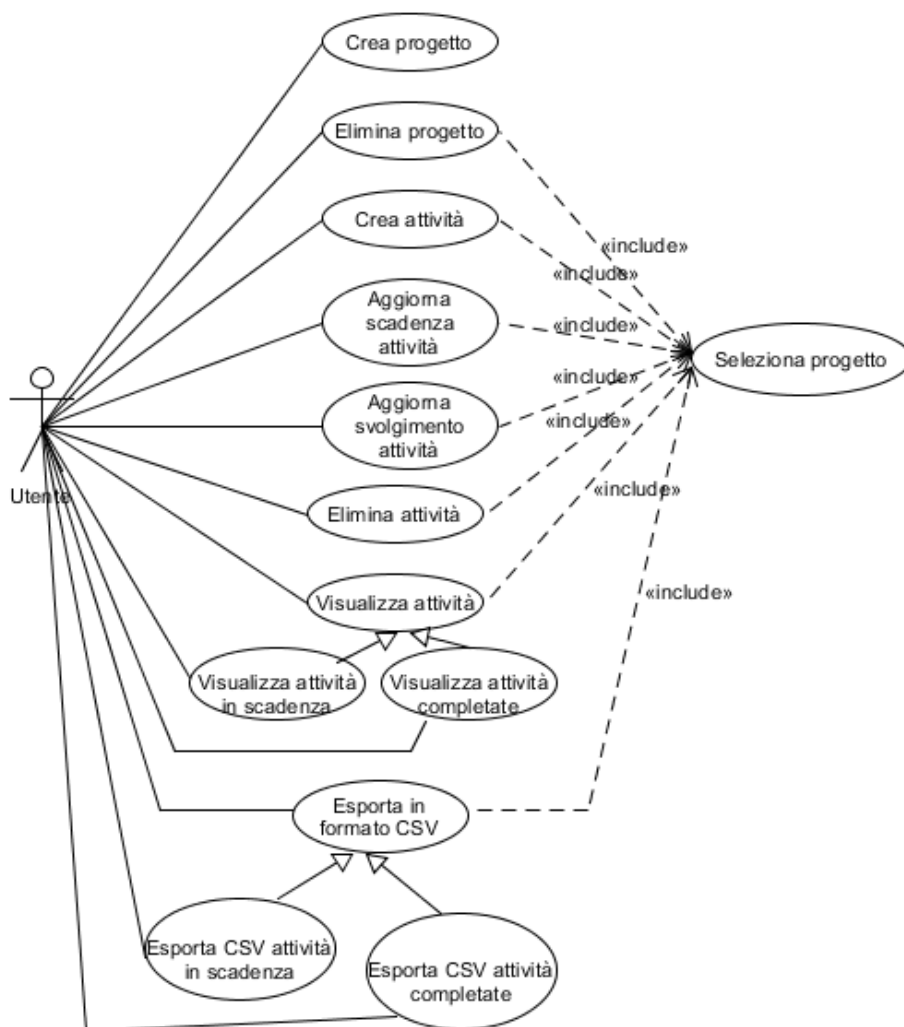 Crea progetto
Elimina progetto
Crea attività
«include»
«include»
Aggiorna
scadenza
attività
«include»
Seleziona progetto
Aggiorna
svolgimento
attività
«include»
«include»
Utente
Elimina attività
«include»
Visualizza attività
«include»
Visualizza attività
in scadenza
Visualizza attività
completate
Esporta in
formato CSV
Esporta CSV attività
in scadenza
Esporta CSV attività
completate